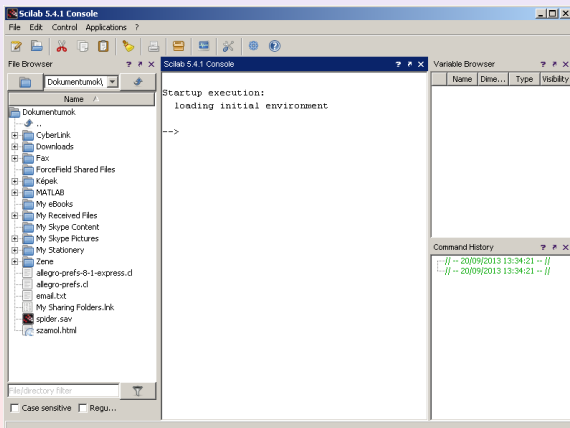 Scilab 5.4.1 Console
File Edit Control Applications ?
File Browser ? X
Dokumentumok\
Name
Dokumentumok
..
CyberLink
Downloads
Fax
ForceField Shared Files
Képek
MATLAB
My eBooks
My Received Files
My Skype Content
My Skype Pictures
My Stationery
Zene
allegro-prefs-8-1-express.cl
allegro-prefs.cl
email.txt
My Sharing Folders.lnk
spider.sav
szamol.html
File/directory filter
Case sensitive Regu...
Scilab 5.4.1 Console ? X
Startup execution:
loading initial environment
-->
Variable Browser ? X
Name Dime... Type Visibility
Command History ? X
// -- 20/09/2013 13:34:21 -- //
// -- 20/09/2013 13:34:21 -- //